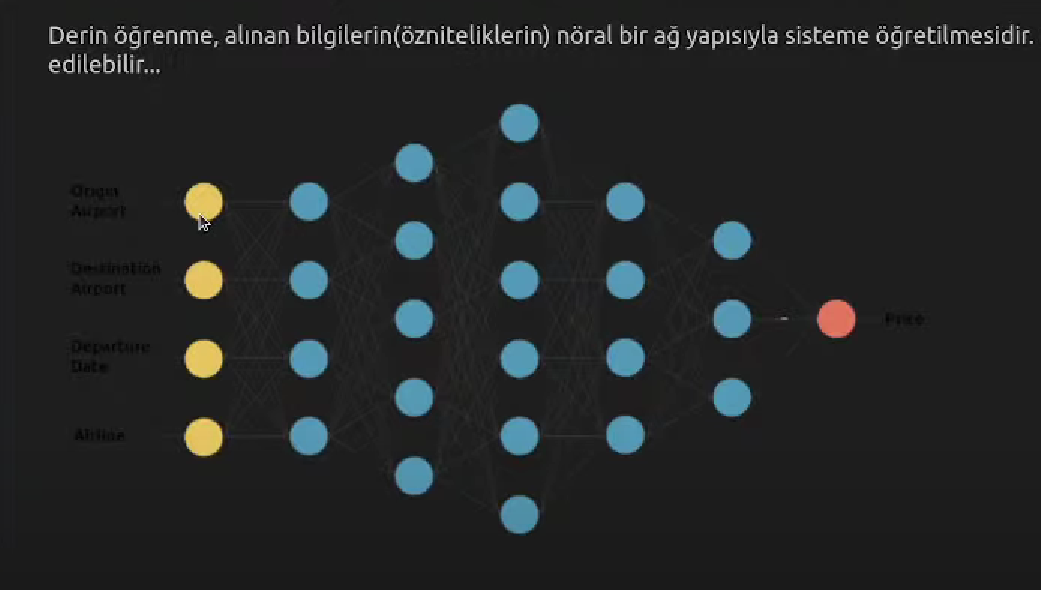 Derin öğrenme, alınan bilgilerin(özniteliklerin) nöral bir ağ yapısıyla sisteme öğretilmesidir.
edilebilir...
Origin
Airport
Destination
Airport
Departure
Date
Airline
Price